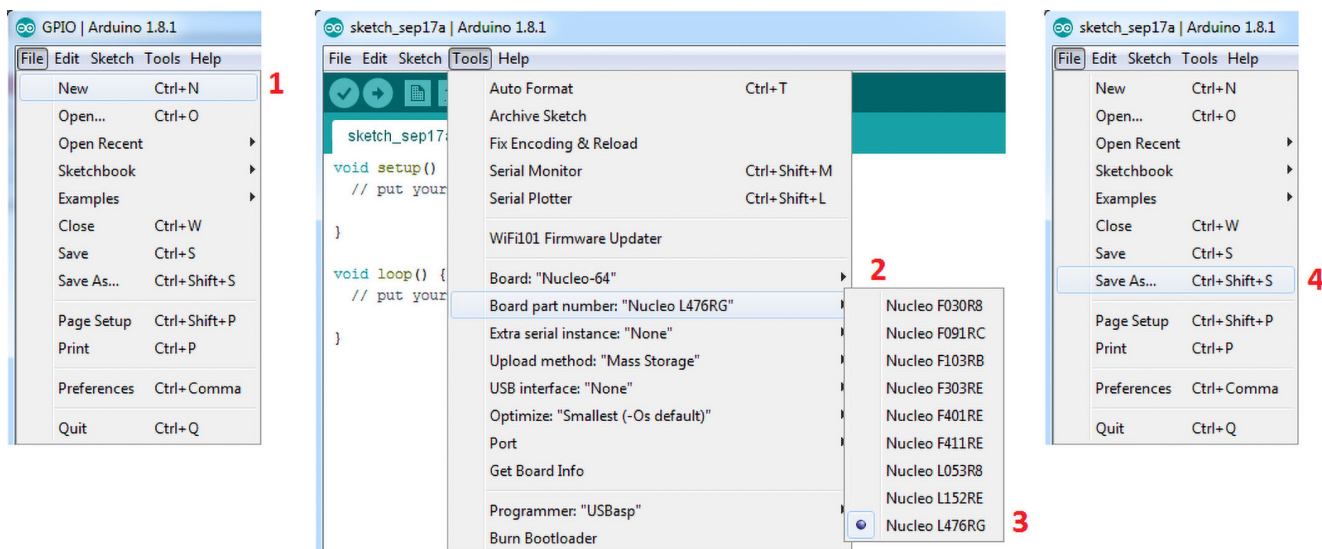 GPIO | Arduino 1.8.1
File Edit Sketch Tools Help
New Ctrl+N
1
Open... Ctrl+O
Open Recent
Sketchbook
Examples
Close Ctrl+W
Save Ctrl+S
Save As... Ctrl+Shift+S
Page Setup Ctrl+Shift+P
Print Ctrl+P
Preferences Ctrl+Comma
Quit Ctrl+Q
sketch_sep17a | Arduino 1.8.1
File Edit Sketch Tools Help
sketch_sep17a
void setup()
// put your
}
void loop() {
// put your
}
Auto Format Ctrl+T
Archive Sketch
Fix Encoding & Reload
Serial Monitor Ctrl+Shift+M
Serial Plotter Ctrl+Shift+L
WiFi101 Firmware Updater
Board: "Nucleo-64"
2
Board part number: "Nucleo L476RG"
Extra serial instance: "None"
Upload method: "Mass Storage"
USB interface: "None"
Optimize: "Smallest (-Os default)"
Port
Get Board Info
Programmer: "USBasp"
Burn Bootloader
Nucleo F030R8
Nucleo F091RC
Nucleo F103RB
Nucleo F303RE
Nucleo F401RE
Nucleo F411RE
Nucleo L053R8
Nucleo L152RE
Nucleo L476RG
3
sketch_sep17a | Arduino 1.8.1
File Edit Sketch Tools Help
New Ctrl+N
Open... Ctrl+O
Open Recent
Sketchbook
Examples
Close Ctrl+W
Save Ctrl+S
Save As... Ctrl+Shift+S
4
Page Setup Ctrl+Shift+P
Print Ctrl+P
Preferences Ctrl+Comma
Quit Ctrl+Q